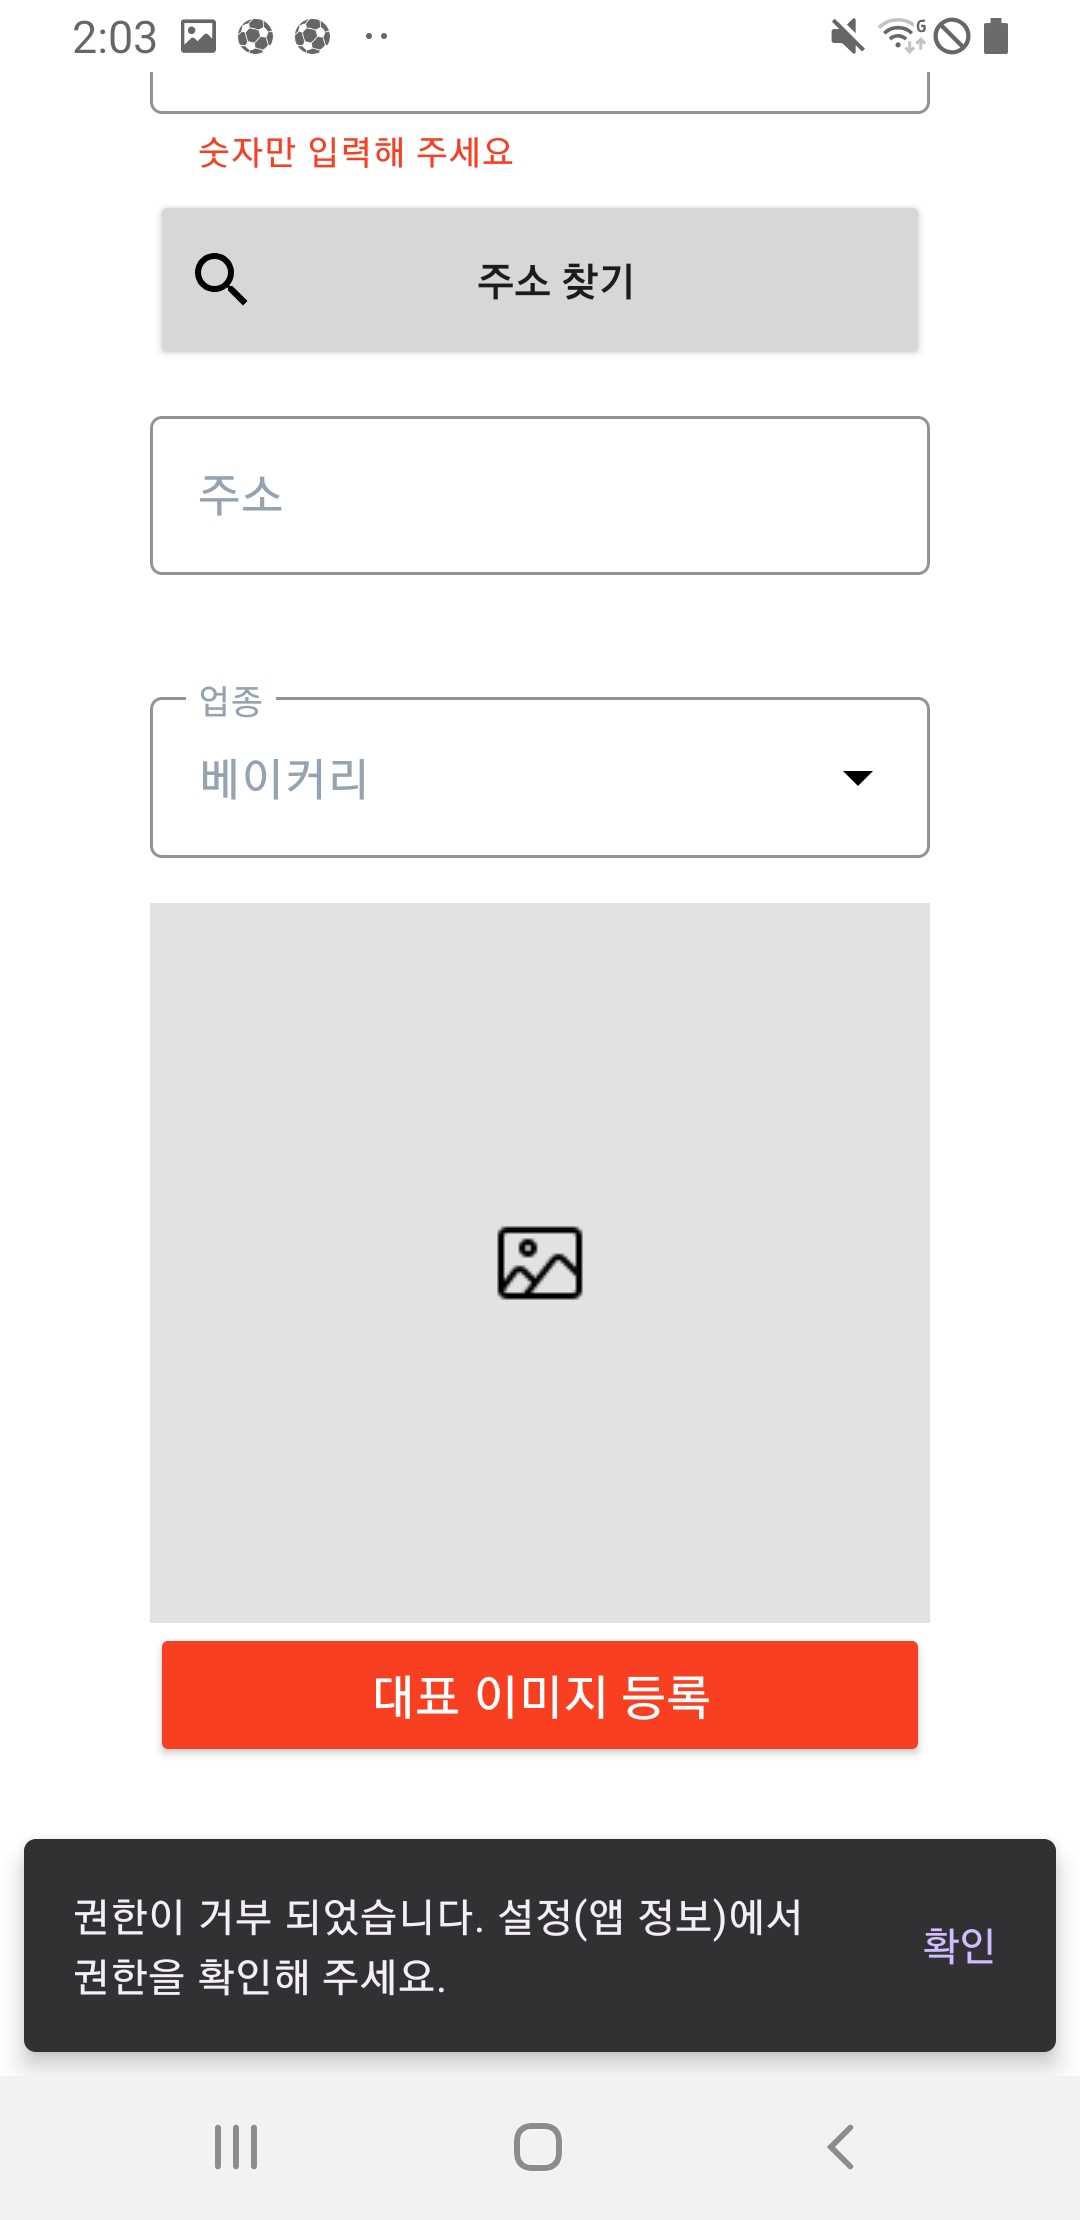 2:03
숫자만 입력해 주세요
주소 찾기
주소
업종
베이커리
대표 이미지 등록
권한이 거부 되었습니다. 설정(앱 정보)에서
권한을 확인해 주세요.
확인